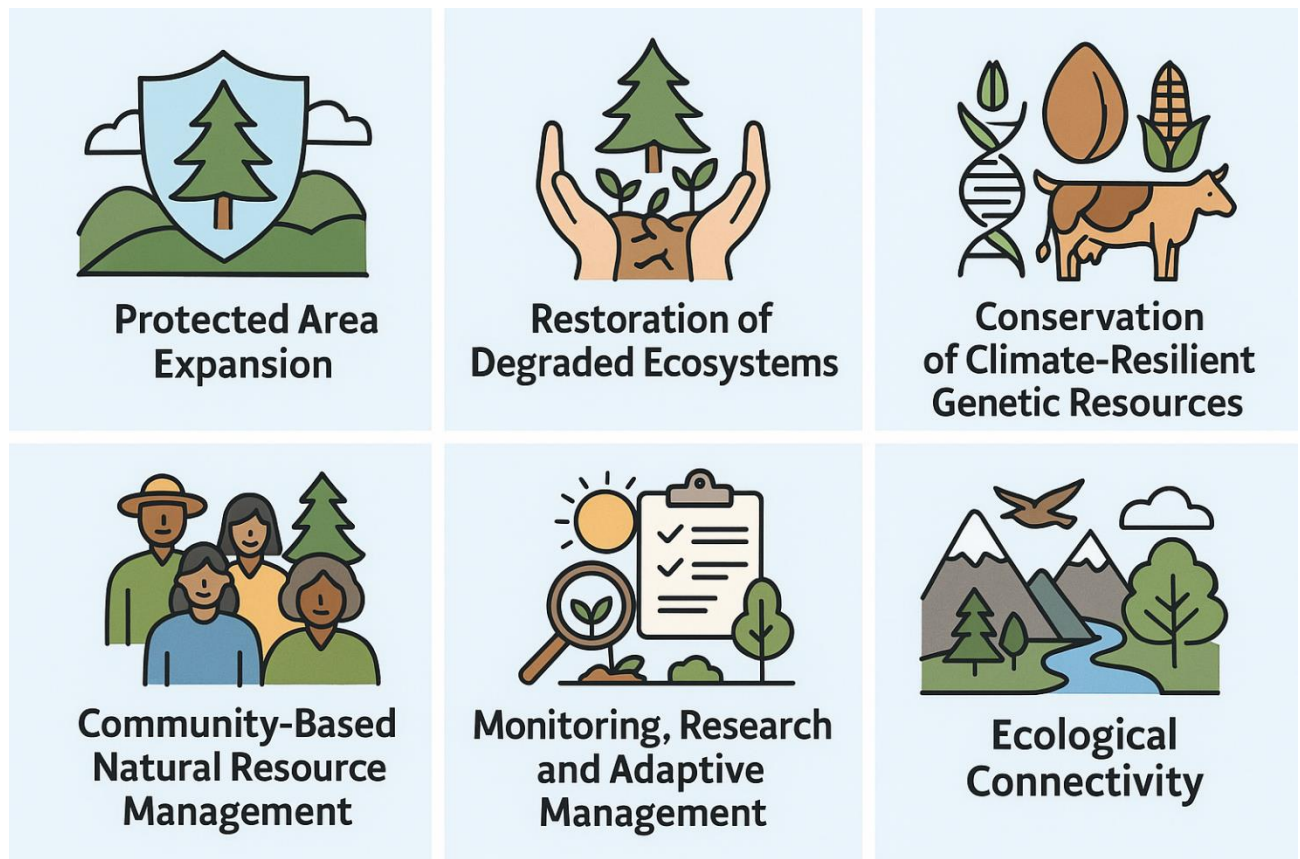 Protected Area
Expansion
Restoration of
Degraded Ecosystems
Conservation
of Climate-Resilient
Genetic Resources
Community-Based
Natural Resource
Management
Monitoring, Research
and Adaptive
Management
Ecological
Connectivity